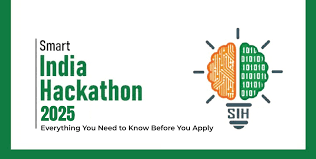 Smart
India
Hackathon
2025
Everything You Need to Know Before You Apply
SIH